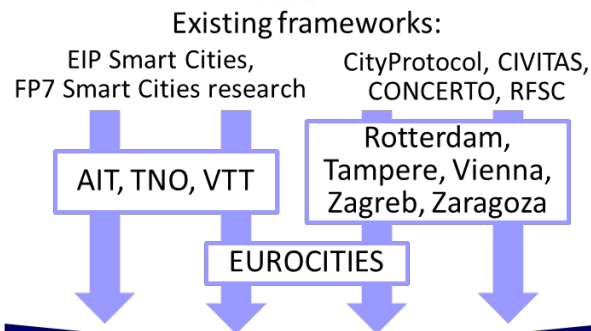 Existing frameworks:
EIP Smart Cities,
FP7 Smart Cities research
CityProtocol, CIVITAS,
CONCERTO, RFSC
AIT, TNO, VTT
Rotterdam,
Tampere, Vienna,
Zagreb, Zaragoza
EUROCITIES